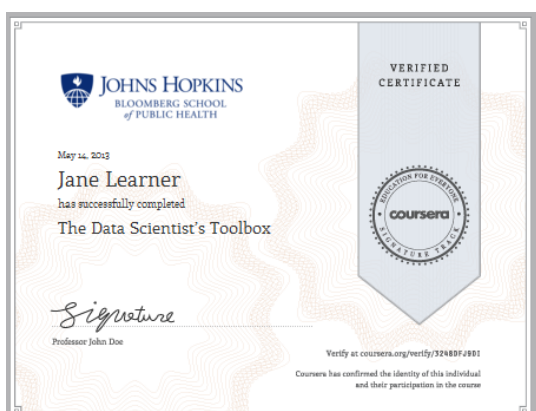 JOHNS HOPKINS
BLOOMBERG SCHOOL
of PUBLIC HEALTH
May 14, 2013
Jane Learner
has successfully completed
The Data Scientist's Toolbox
Signature
Professor John Doe
VERIFIED
CERTIFICATE
EDUCATION FOR EVERYONE
coursera
SIGNATURE TRACK
Verify at coursera.org/verify/324BDFJ9DI
Coursera has confirmed the identity of this individual
and their participation in the course